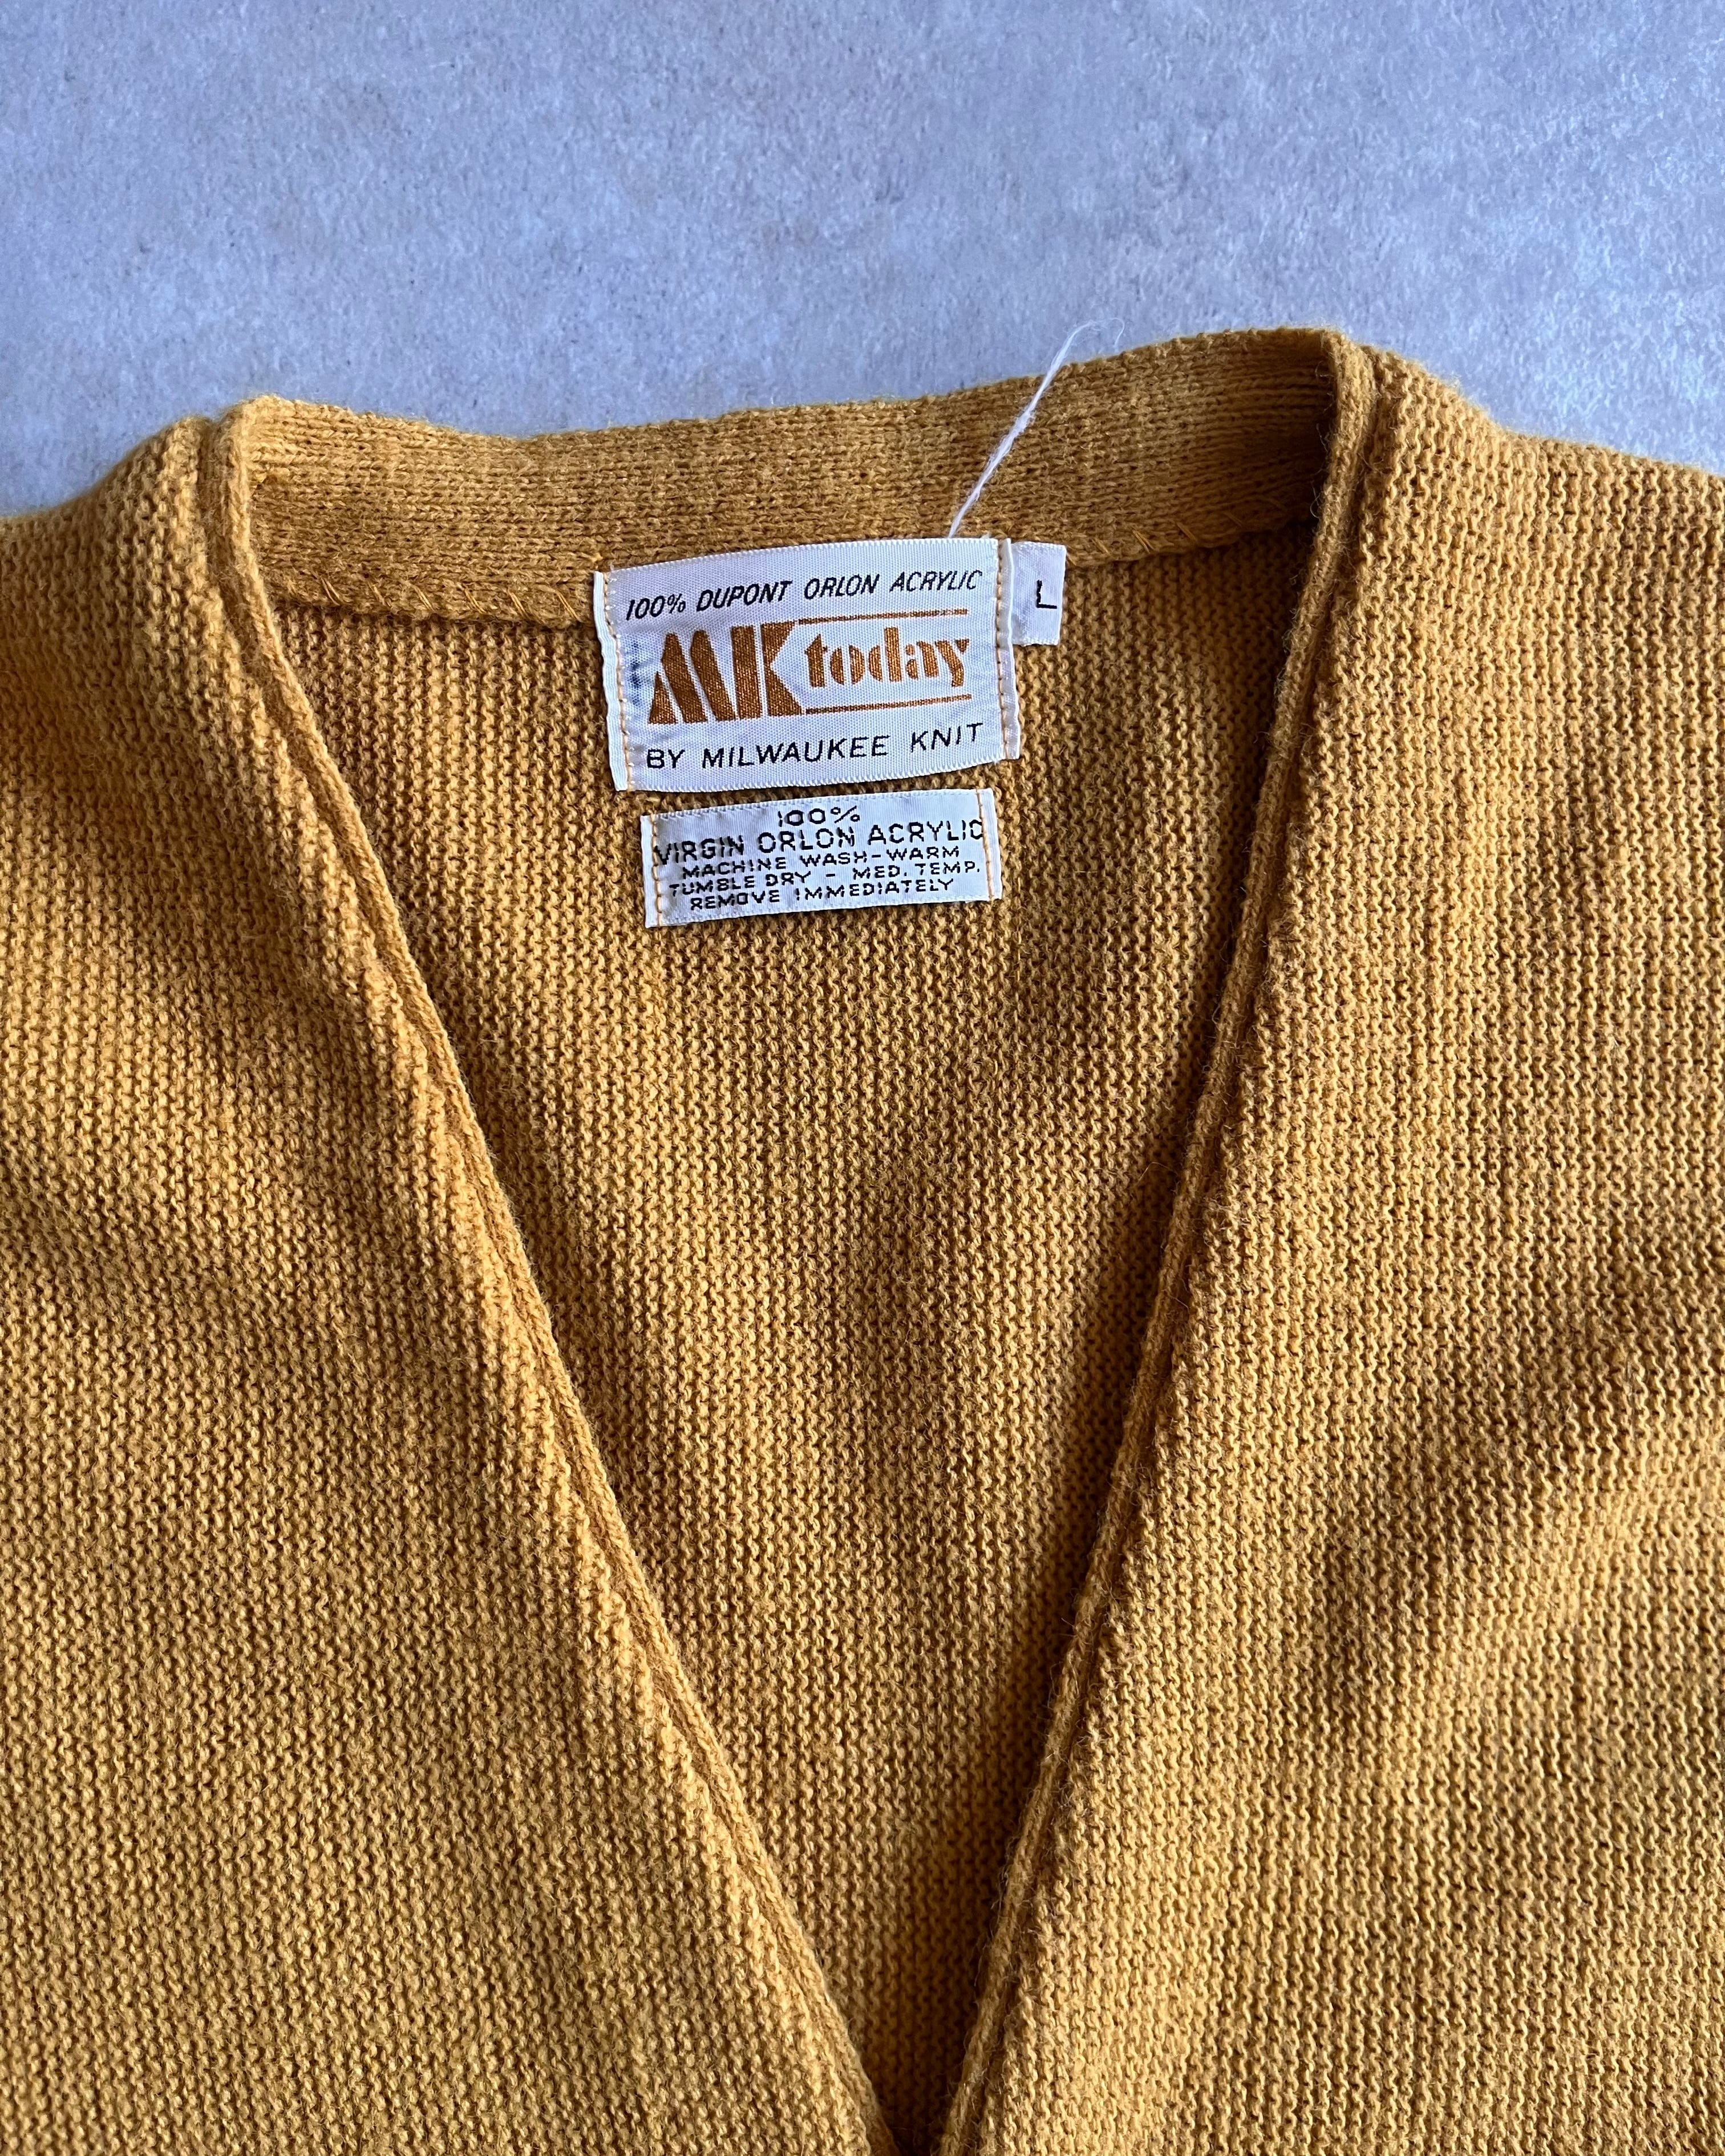 100% DUPONT ORLON ACRYLIC
MK today
BY MILWAUKEE KNIT
L
100%
VIRGIN ORLON ACRYLIC
MACHINE WASH-WARM
TUMBLE DRY - MED. TEMP.
REMOVE IMMEDIATELY